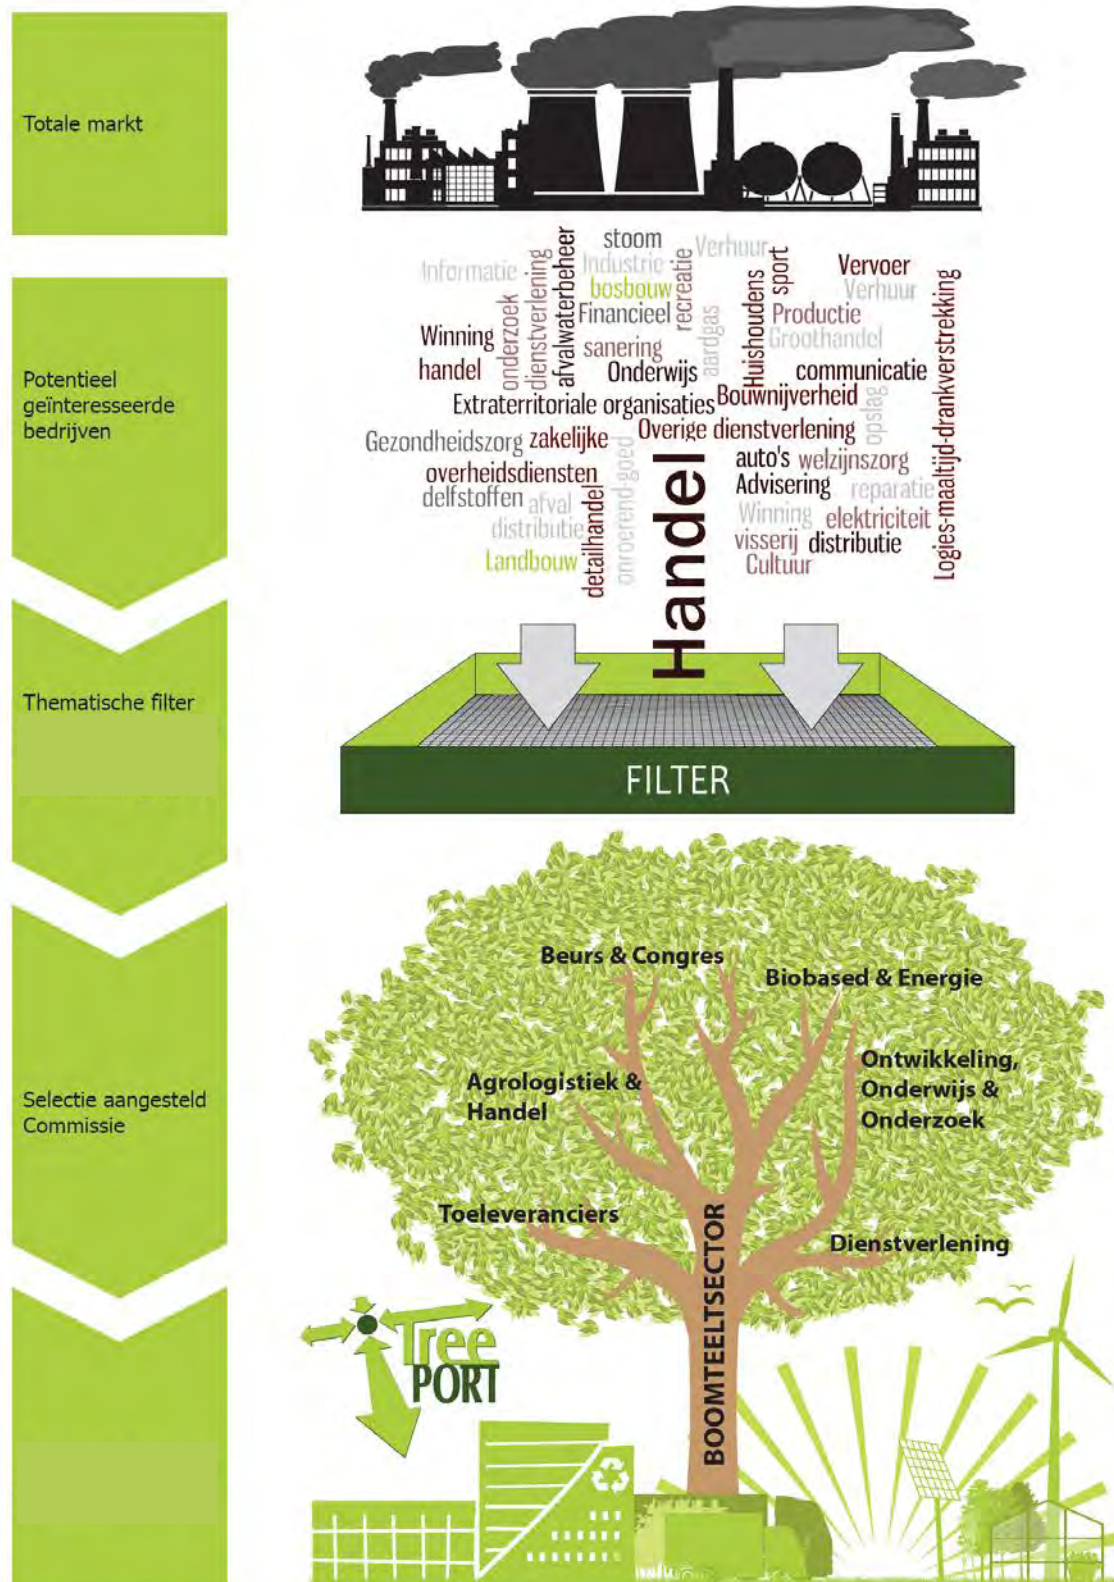 Totale markt
Potentieel
geïnteresseerde
bedrijven
Thematische filter
Selectie aangesteld
Commissie
Informatie
onderzoek
dienstverlening
afvalwaterbeheer
stoom
Industrie
bosbouw
Financieel
recreatie
Verhuur
aardgas
Huishoudens
sport
Vervoer
Verhuur
Productie
Groothandel
Winning
handel
sanering
Onderwijs
communicatie
Logies-maaltijd-drankverstrekking
Extraterritoriale organisaties
Bouwnijverheid
opslag
Gezondheidszorg
zakelijke
Overige dienstverlening
overheidsdiensten
delfstoffen
afval
distributie
Landbouw
detailhandel
onroerend-goed
Handel
auto's
welzijnszorg
Advisering
reparatie
Winning
elektriciteit
visserij
distributie
Cultuur
FILTER
Beurs & Congres
Biobased & Energie
Agrologistiek &
Handel
Ontwikkeling,
Onderwijs &
Onderzoek
Toeleveranciers
Dienstverlening
BOOMTEELTSECTOR
Tree
PORT